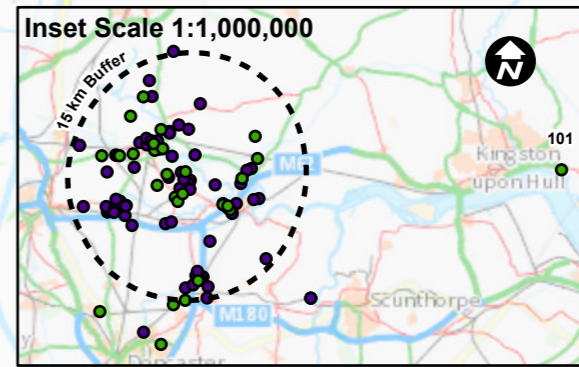 Inset Scale 1:1,000,000
N
15 km Buffer
101
Kingston
upon Hull
M62
Scunthorpe
M180
Doncaster